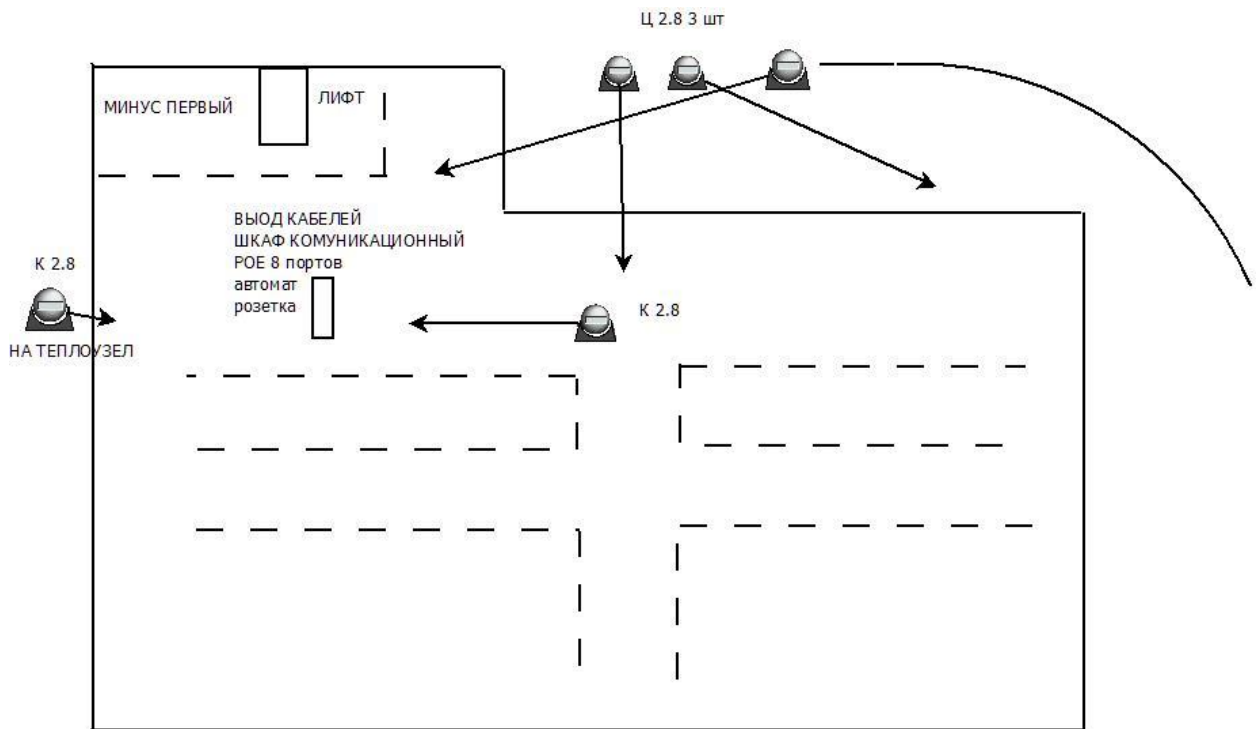 Ц 2.8 3 шт
МИНУС ПЕРВЫЙ
ЛИФТ
ВЫОД КАБЕЛЕЙ
ШКАФ КОМУНИКАЦИОННЫЙ
POE 8 портов
автомат
розетка
К 2.8
К 2.8
НА ТЕПЛОУЗЕЛ